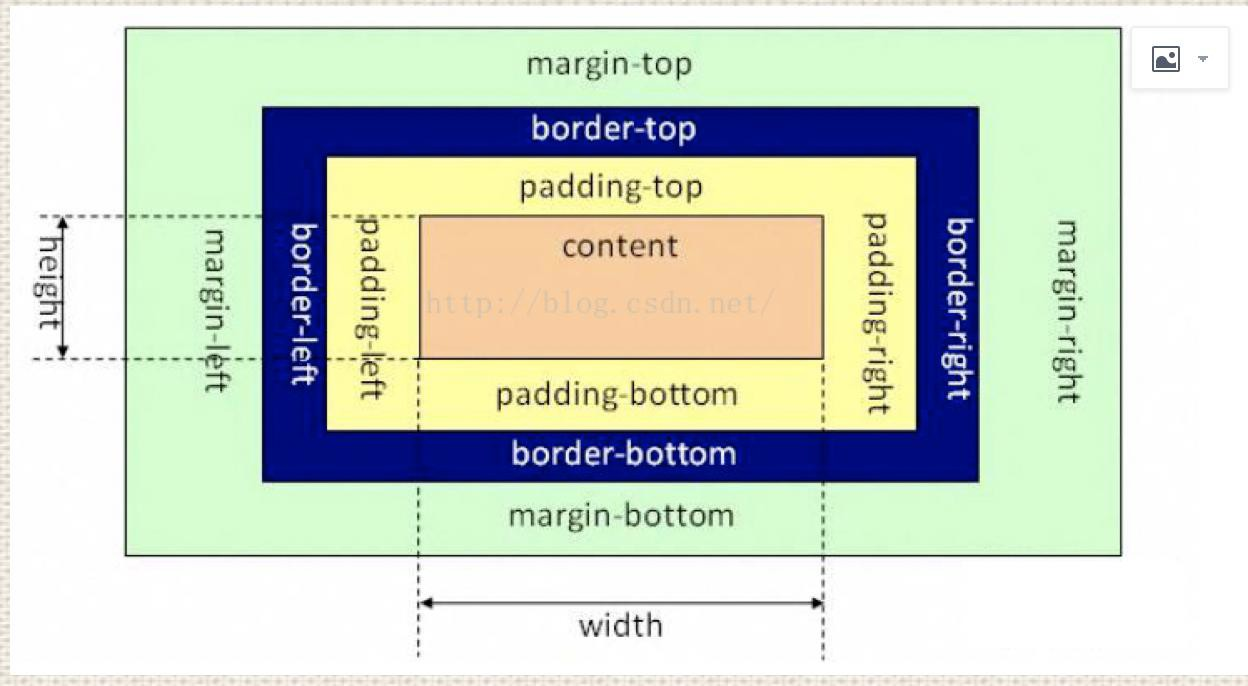 margin-top
border-top
padding-top
content
height
margin-left
border-left
padding-left
http://blog.csdn.net/
padding-right
border-right
margin-right
padding-bottom
border-bottom
margin-bottom
width